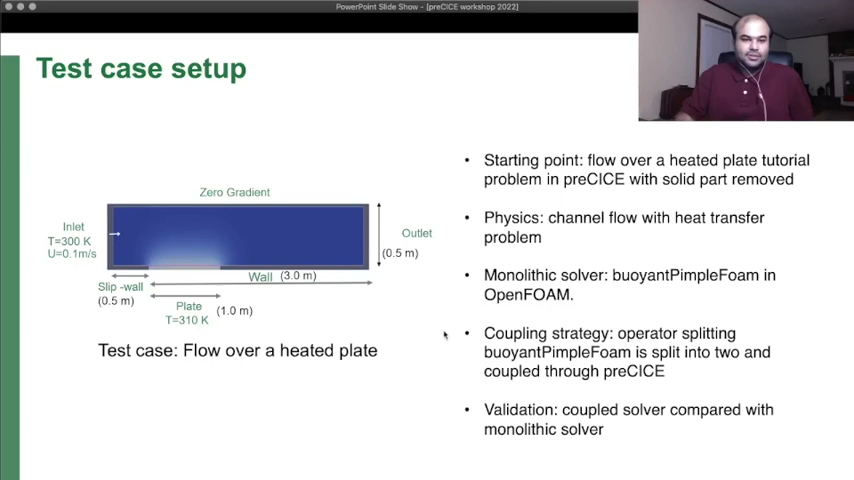 PowerPoint Slide Show - [preCICE workshop 2022]
Test case setup
Zero Gradient
Inlet
T=300 K
U=0.1m/s
Outlet
(0.5 m)
Slip -wall
(0.5 m)
Wall (3.0 m)
Plate (1.0 m)
T=310 K
Test case: Flow over a heated plate
• Starting point: flow over a heated plate tutorial
problem in preCICE with solid part removed
• Physics: channel flow with heat transfer
problem
• Monolithic solver: buoyantPimpleFoam in
OpenFOAM.
• Coupling strategy: operator splitting
buoyantPimpleFoam is split into two and
coupled through preCICE
• Validation: coupled solver compared with
monolithic solver